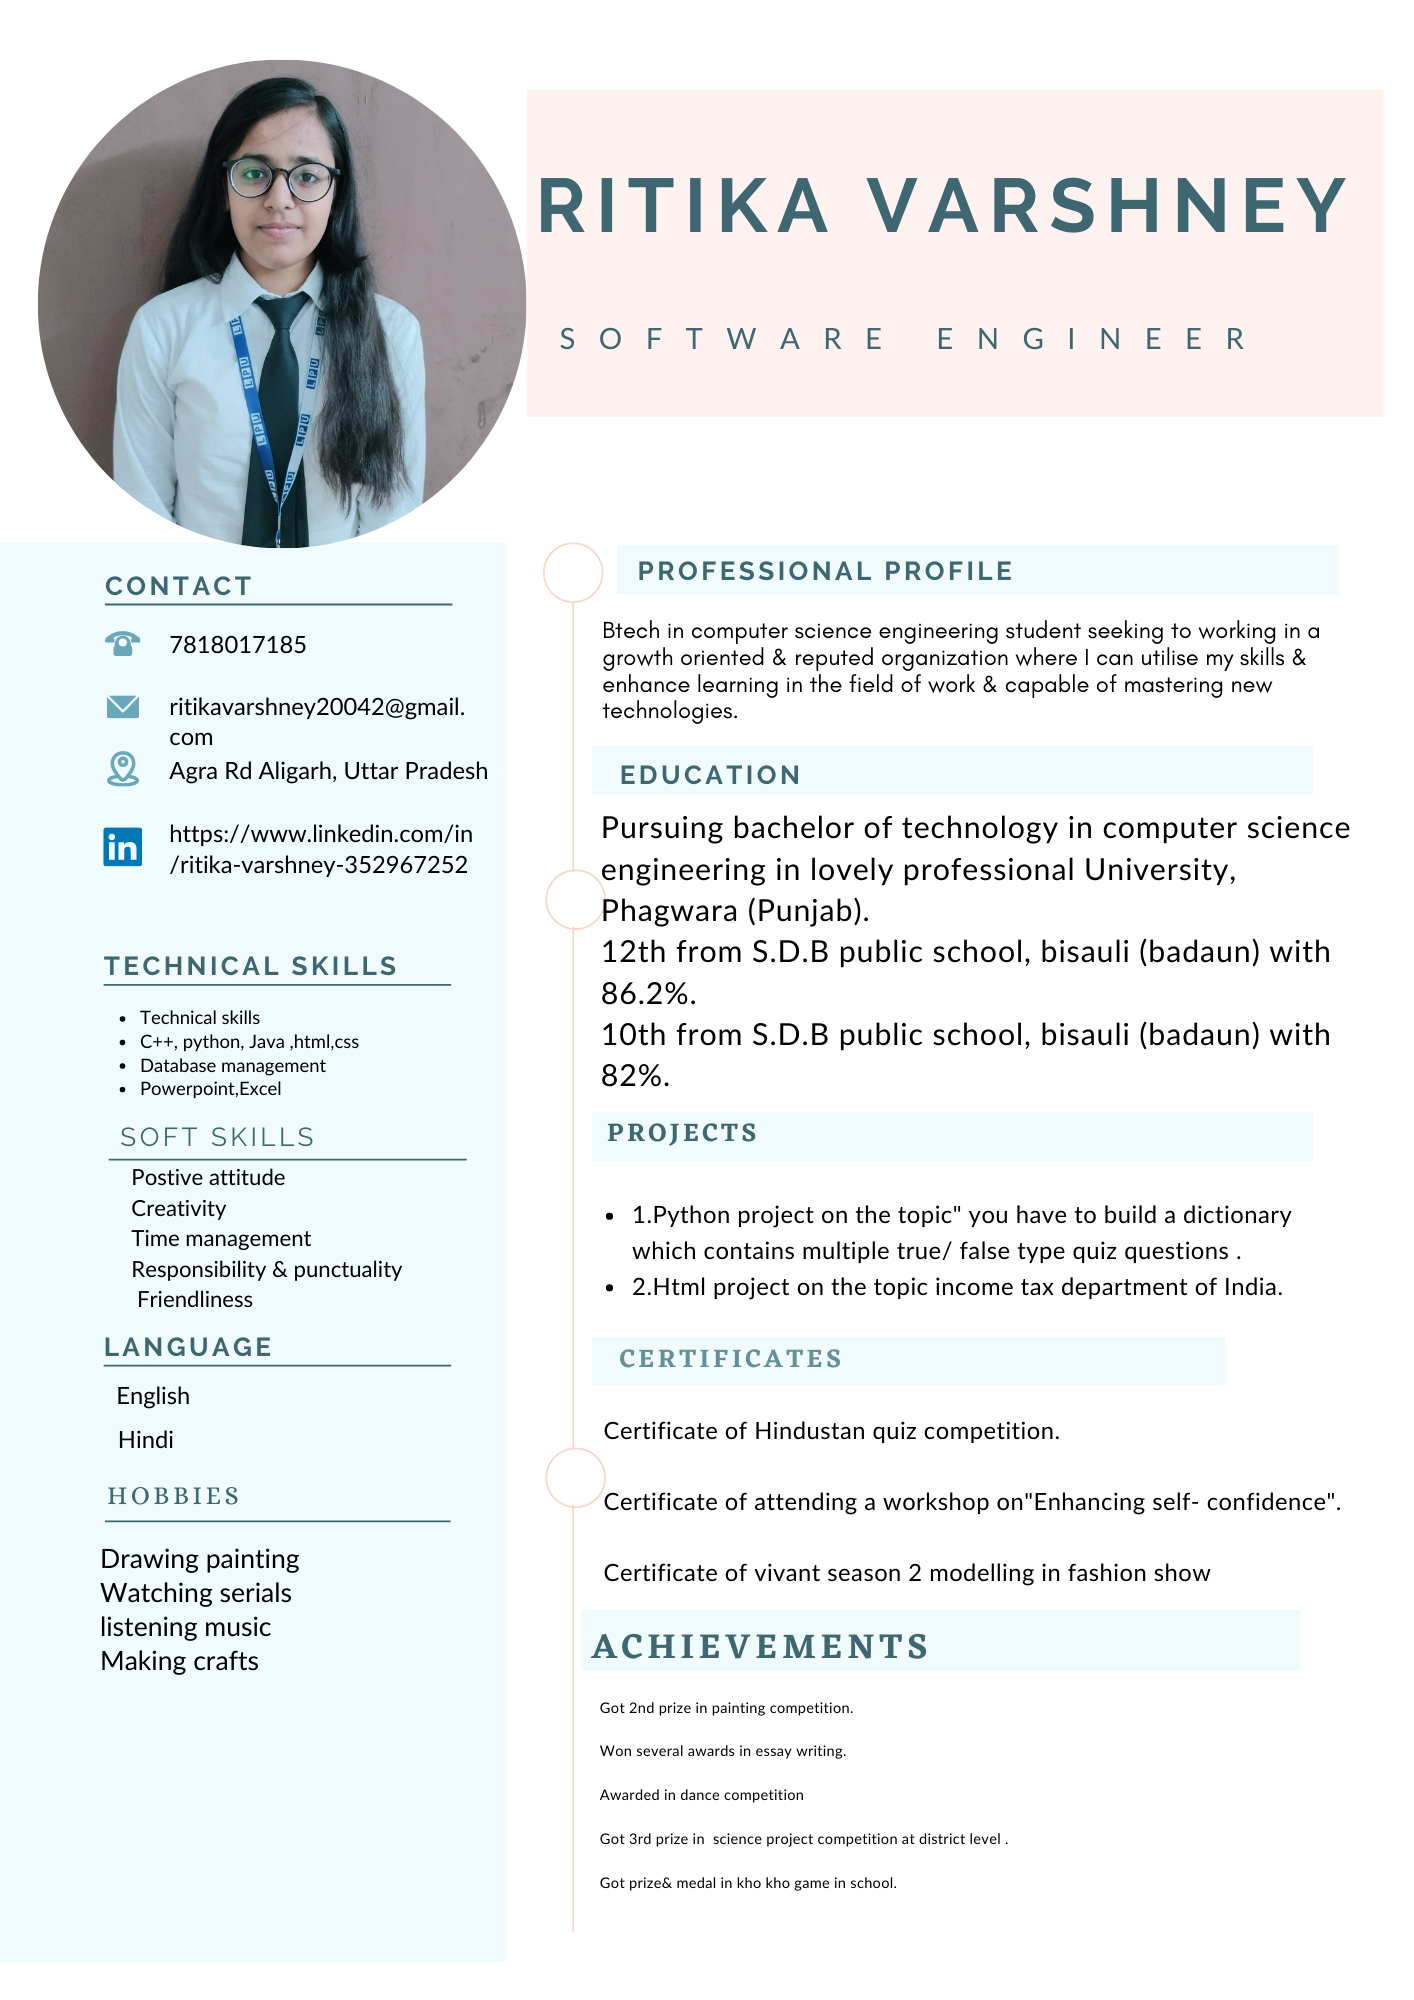 RITIKA VARSHNEY
SOFTWARE ENGINEER
LPU
LPU
LPU
LPU
LPU
CONTACT
7818017185
ritikavarshney20042@gmail.
com
Agra Rd Aligarh, Uttar Pradesh
https://www.linkedin.com/in
/ritika-varshney-352967252
TECHNICAL SKILLS
• Technical skills
• C++, python, Java ,html,css
• Database management
• Powerpoint,Excel
SOFT SKILLS
Postive attitude
Creativity
Time management
Responsibility & punctuality
Friendliness
LANGUAGE
English
Hindi
HOBBIES
Drawing painting
Watching serials
listening music
Making crafts
PROFESSIONAL PROFILE
Btech in computer science engineering student seeking to working in a
growth oriented & reputed organization where I can utilise my skills &
enhance learning in the field of work & capable of mastering new
technologies.
EDUCATION
Pursuing bachelor of technology in computer science
engineering in lovely professional University,
Phagwara (Punjab).
12th from S.D.B public school, bisauli (badaun) with
86.2%.
10th from S.D.B public school, bisauli (badaun) with
82%.
PROJECTS
• 1.Python project on the topic" you have to build a dictionary
which contains multiple true/ false type quiz questions .
• 2.Html project on the topic income tax department of India.
CERTIFICATES
Certificate of Hindustan quiz competition.
Certificate of attending a workshop on"Enhancing self- confidence".
Certificate of vivant season 2 modelling in fashion show
ACHIEVEMENTS
Got 2nd prize in painting competition.
Won several awards in essay writing.
Awarded in dance competition
Got 3rd prize in  science project competition at district level .
Got prize& medal in kho kho game in school.